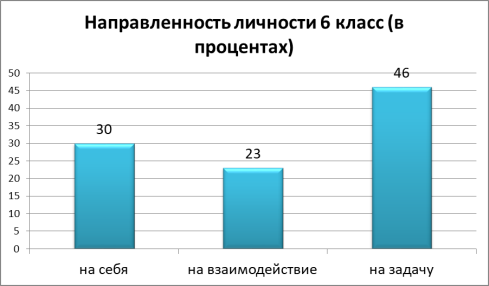 Направленность личности 6 класс (в
процентах)
50
45
40
35
30
25
20
15
10
5
0
30
23
46
на себя
на взаимодействие
на задачу